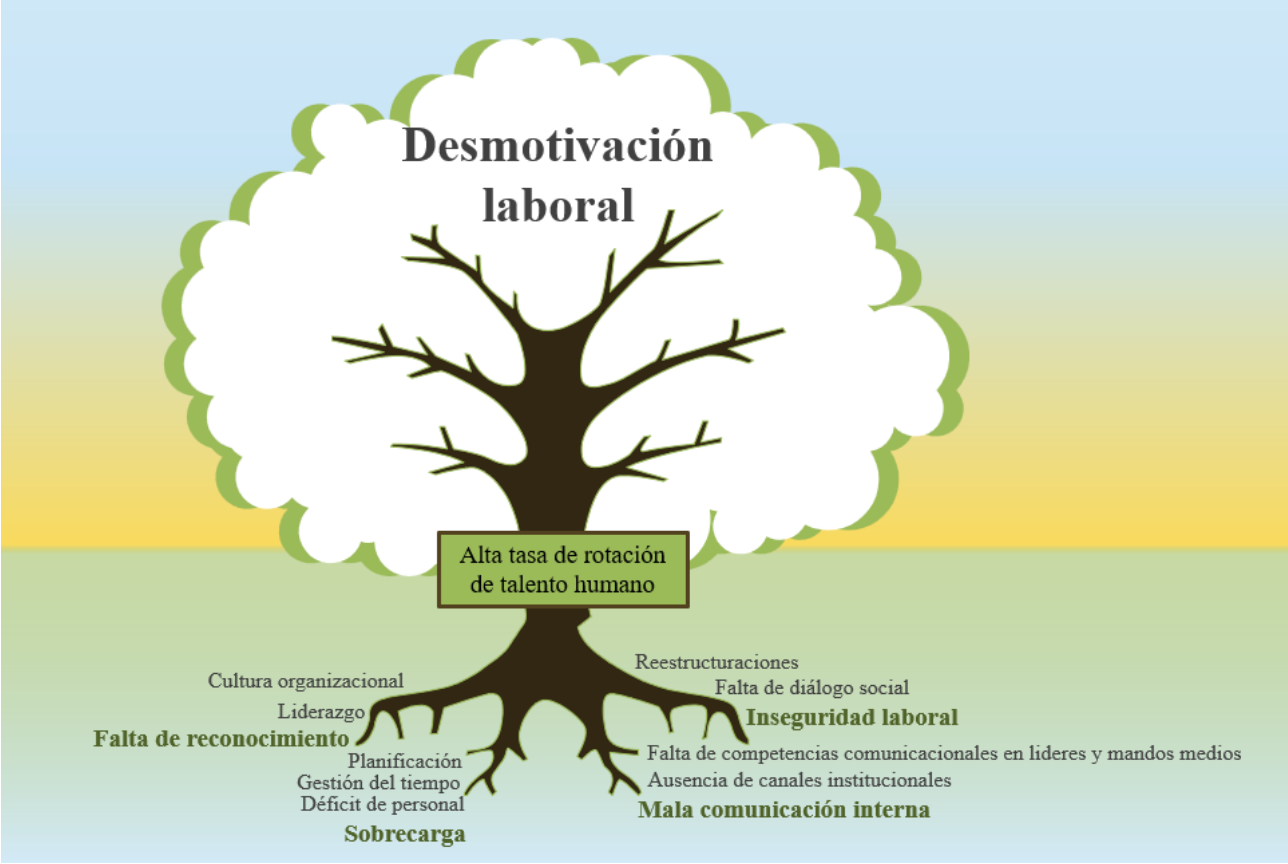 Desmotivación
laboral
Alta tasa de rotación
de talento humano
Cultura organizacional
Liderazgo
Falta de reconocimiento
Planificación
Gestión del tiempo
Déficit de personal
Sobrecarga
Reestructuraciones
Falta de diálogo social
Inseguridad laboral
Falta de competencias comunicacionales en lideres y mandos medios
Ausencia de canales institucionales
Mala comunicación interna